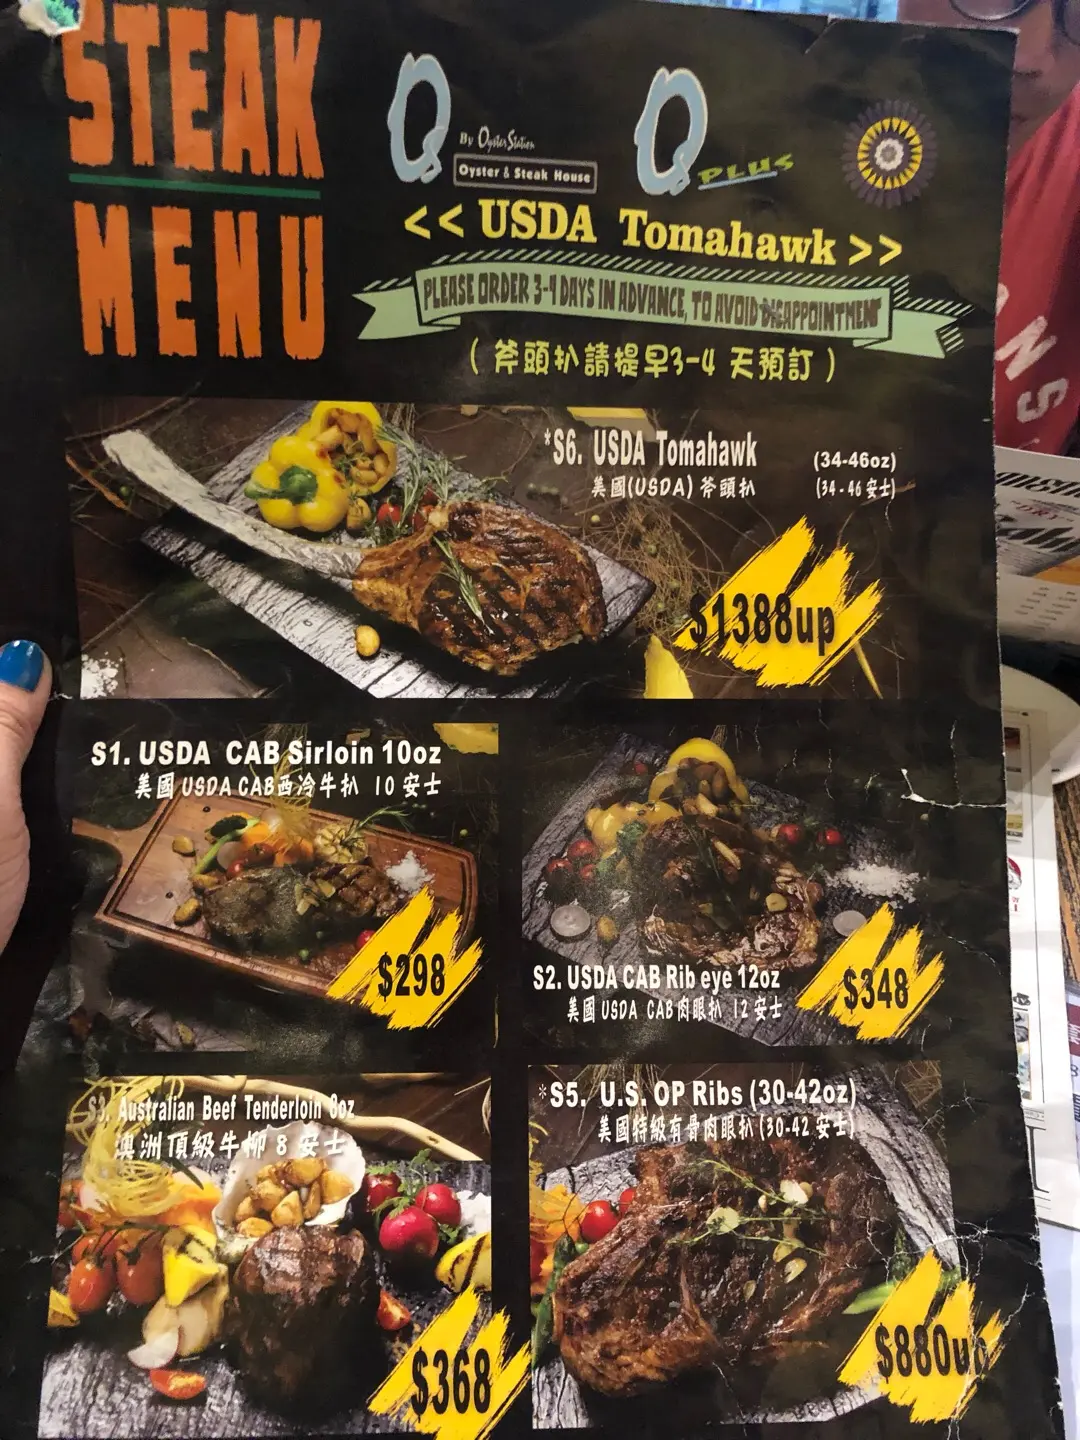 STEAK
MENU
Q By Oyster Station
Oyster & Steak House
Q PLUS
<< USDA Tomahawk >>
PLEASE ORDER 3-4 DAYS IN ADVANCE, TO AVOID DISAPPOINTMENT
( 斧頭扒請提早3-4 天預訂 )
*S6. USDA Tomahawk (34-46oz)
美國(USDA) 斧頭扒 (34-46 安士)
$1388up
S1. USDA CAB Sirloin 10oz
美國 USDA CAB西冷牛扒 10 安士
$298
S2. USDA CAB Rib eye 12oz
美國 USDA CAB肉眼扒 12 安士
$348
S3. Australian Beef Tenderloin 8oz
澳洲頂級牛柳 8 安士
$368
*S5. U.S. OP Ribs (30-42oz)
美國特級有骨肉眼扒 (30-42 安士)
$880up